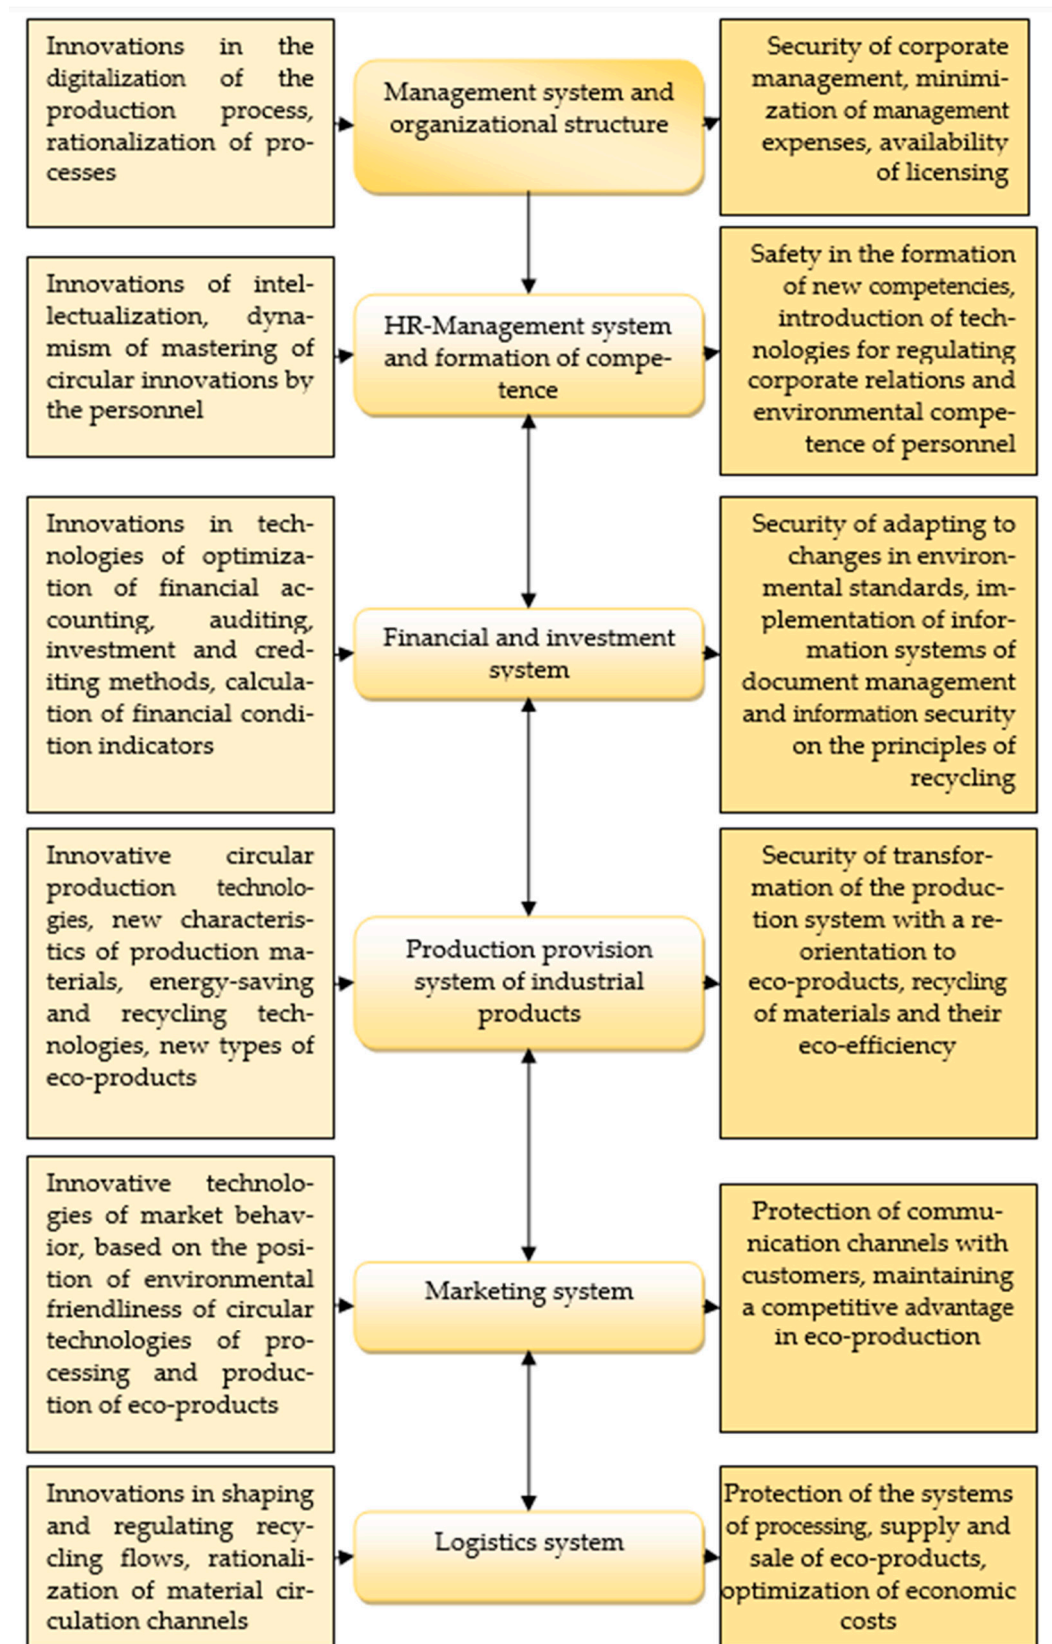 Innovations in the
digitalization of the
production process,
rationalization of pro-
cesses
Management system and
organizational structure
Security of corporate
management, minimi-
zation of management
expenses, availability
of licensing
Innovations of intel-
lectualization, dyna-
mism of mastering of
circular innovations by
the personnel
HR-Management system
and formation of compe-
tence
Safety in the formation
of new competencies,
introduction of tech-
nologies for regulating
corporate relations and
environmental compe-
tence of personnel
Innovations in tech-
nologies of optimiza-
tion of financial ac-
counting, auditing,
investment and cred-
iting methods, calcula-
tion of financial condi-
tion indicators
Financial and investment
system
Security of adapting to
changes in environ-
mental standards, im-
plementation of infor-
mation systems of
document management
and information security
on the principles of
recycling
Innovative circular
production technolo-
gies, new characteris-
tics of production ma-
terials, energy-saving
and recycling tech-
nologies, new types of
eco-products
Production provision
system of industrial
products
Security of transfor-
mation of the produc-
tion system with a re-
orientation to
eco-products, recycling
of materials and their
eco-efficiency
Innovative technolo-
gies of market behav-
ior, based on the posi-
tion of environmental
friendliness of circular
technologies of pro-
cessing and produc-
tion of eco-products
Marketing system
Protection of commu-
nication channels with
customers, maintaining
a competitive advantage
in eco-production
Innovations in shaping
and regulating recy-
cling flows, rationali-
zation of material cir-
culation channels
Logistics system
Protection of the systems
of processing, supply and
sale of eco-products,
optimization of economic
costs